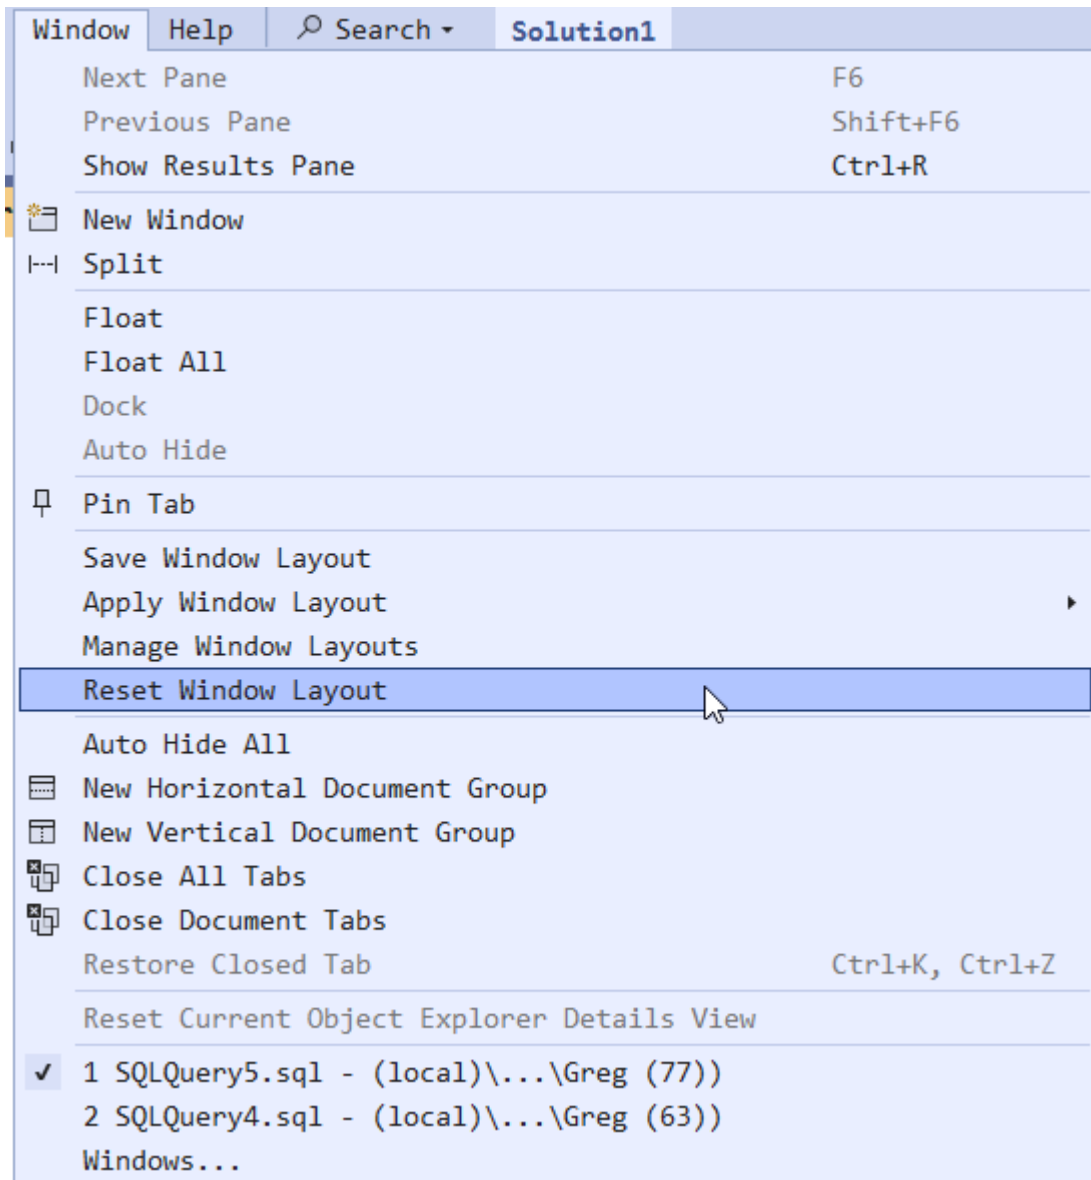 Window Help Search Solution1
Next Pane F6
Previous Pane Shift+F6
Show Results Pane Ctrl+R
New Window
Split
Float
Float All
Dock
Auto Hide
Pin Tab
Save Window Layout
Apply Window Layout
Manage Window Layouts
Reset Window Layout
Auto Hide All
New Horizontal Document Group
New Vertical Document Group
Close All Tabs
Close Document Tabs
Restore Closed Tab Ctrl+K, Ctrl+Z
Reset Current Object Explorer Details View
1 SQLQuery5.sql - (local)\...\Greg (77))
2 SQLQuery4.sql - (local)\...\Greg (63))
Windows...